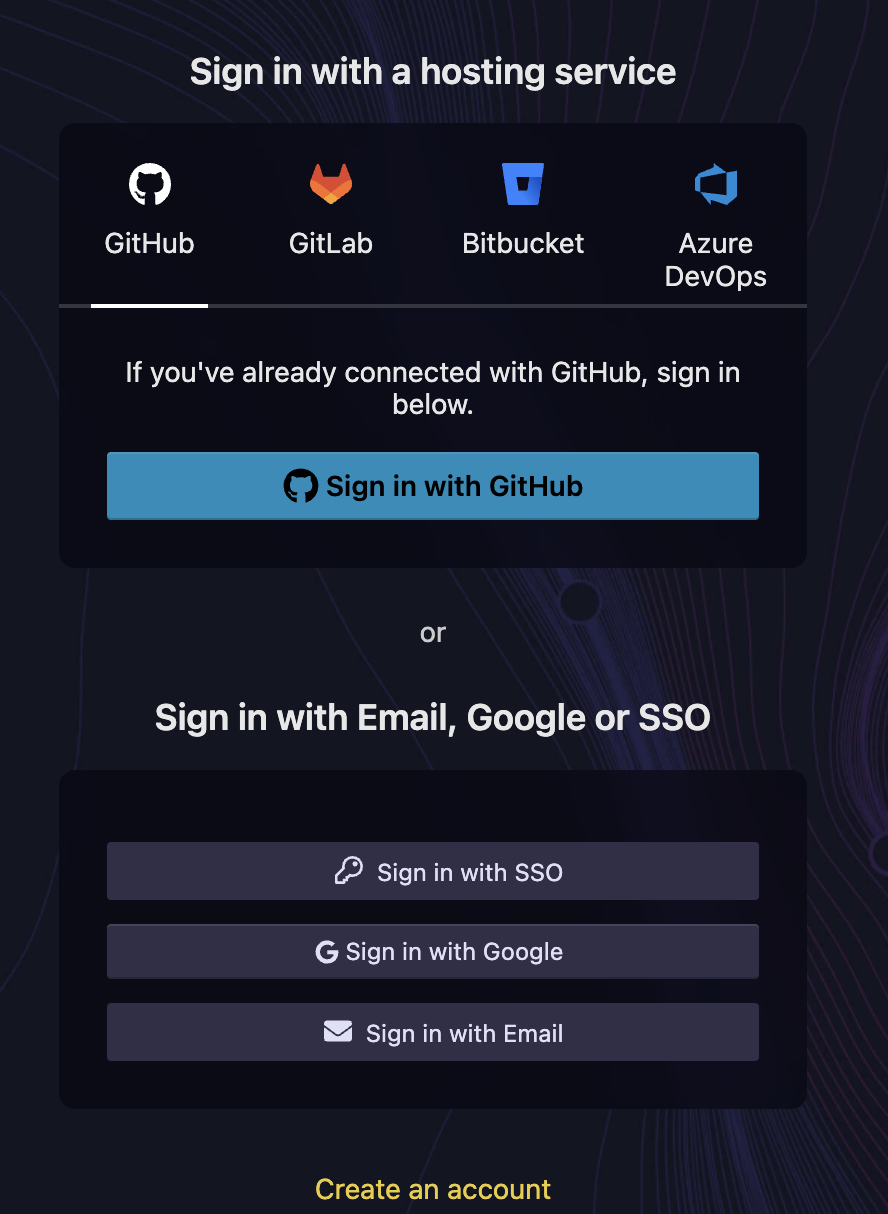 Sign in with a hosting service
GitHub
GitLab
Bitbucket
Azure
DevOps
If you've already connected with GitHub, sign in
below.
Sign in with GitHub
or
Sign in with Email, Google or SSO
Sign in with SSO
Sign in with Google
Sign in with Email
Create an account